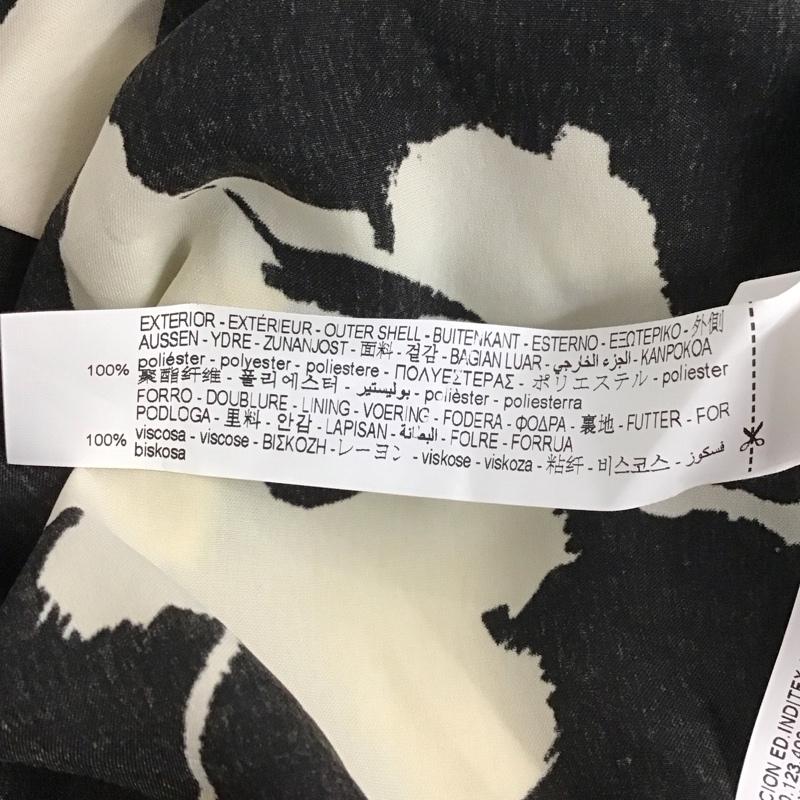 EXTERIOR - EXTÉRIEUR - OUTER SHELL - BUITENKANT - ESTERNO - ΕΞΩΤΕΡΙΚΟ - 外側
AUSSEN - YDRE - ZUNANJOST - 面料 - 겉감 - BAGIAN LUAR - الجزء الخارجي - KANPOKOA
100% poliéster - polyester - poliestere - ΠΟΛΥΕΣΤΕΡΑΣ - ポリエステル - poliester
聚酯纤维 - 폴리에스터 - بوليستير - polièster - poliesterra
FORRO - DOUBLURE - LINING - VOERING - FODERA - ΦΟΔΡΑ - 裏地 - FUTTER - FOR
PODLOGA - 里料 - 안감 - LAPISAN - البطانة - FOLRE - FORRUA
100% viscosa - viscose - ΒΙΣΚΟΖΗ - レーヨン - viskose - viskoza - 粘纤 - 비스코스 - فسكوز
biskosa
CION ED.INDITEX